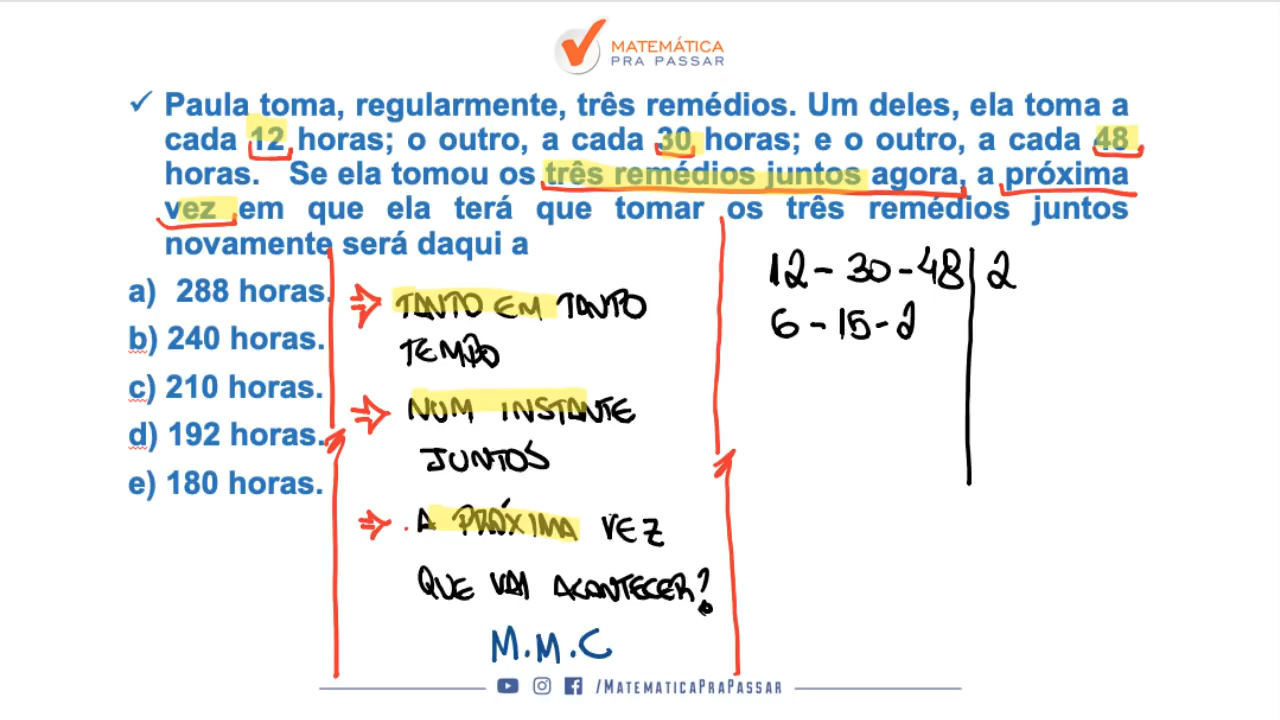 MATEMÁTICA
PRA PASSAR
✓ Paula toma, regularmente, três remédios. Um deles, ela toma a
cada 12 horas; o outro, a cada 30 horas; e o outro, a cada 48
horas. Se ela tomou os três remédios juntos agora, a próxima
vez em que ela terá que tomar os três remédios juntos
novamente será daqui a
a) 288 horas.
b) 240 horas.
c) 210 horas.
d) 192 horas.
e) 180 horas.
⇒ TANTO EM TANTO
TEMPO
⇒ NUM INSTANTE
JUNTOS
⇒ A PRÓXIMA VEZ
QUE VAI ACONTECER?
M.M.C
12 - 30 - 48 | 2
6 - 15 - 2
/MATEMATICAPRAPASSAR